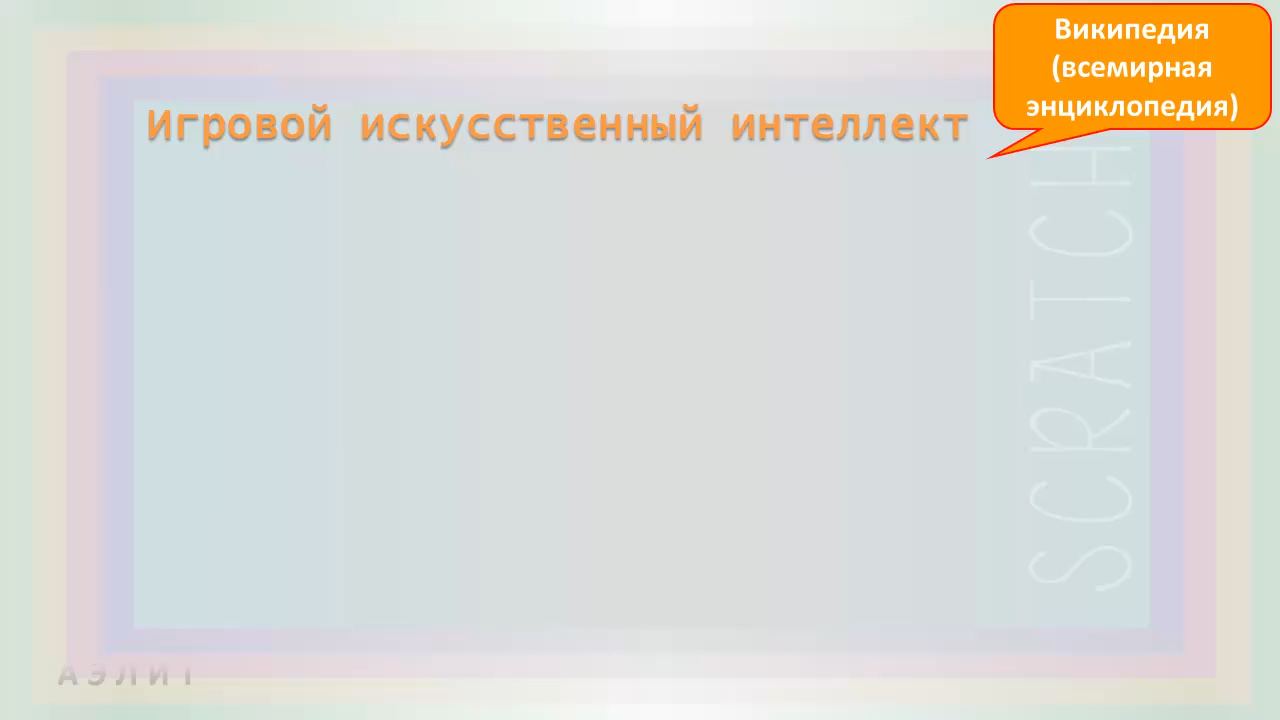 Википедия
(всемирная
энциклопедия)
Игровой искусственный интеллект
SCRATCH